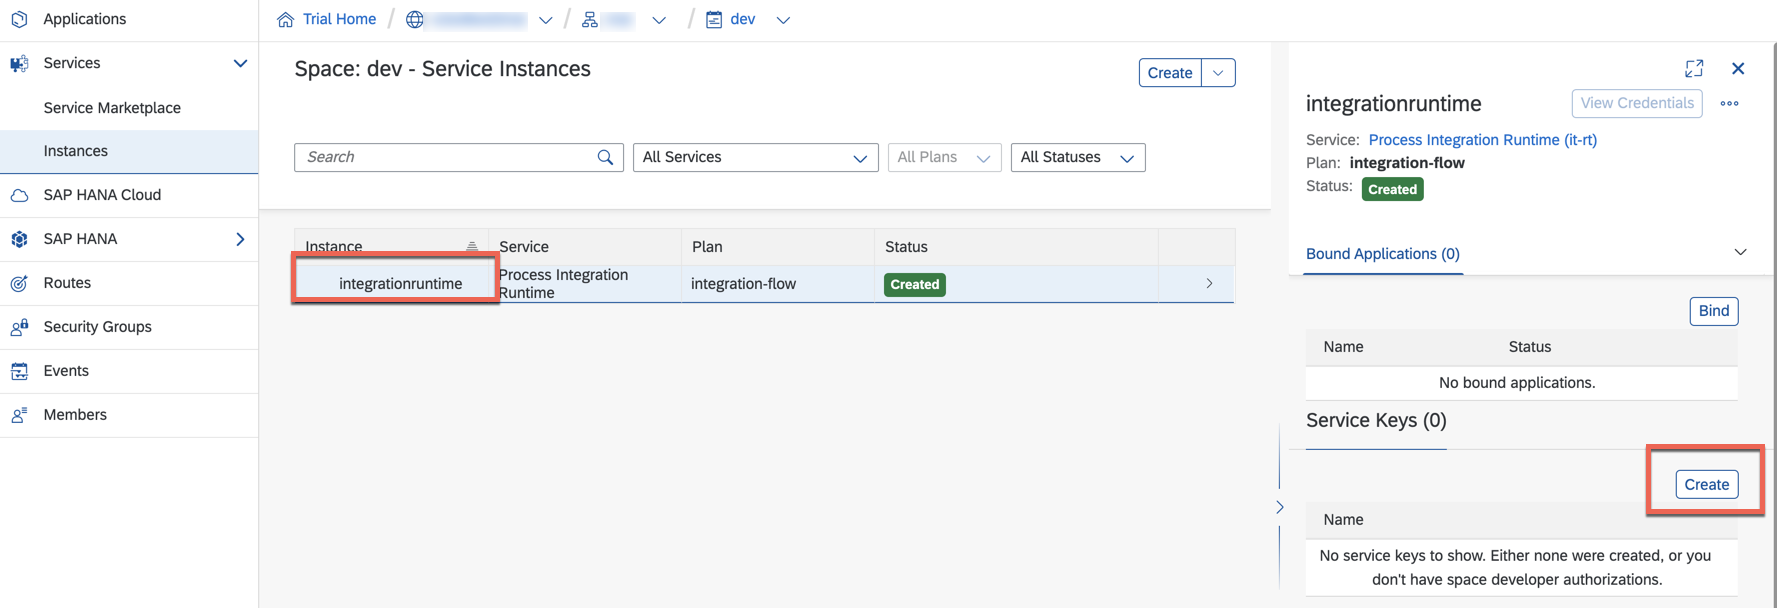 Applications
Services
Service Marketplace
Instances
SAP HANA Cloud
SAP HANA
Routes
Security Groups
Events
Members
Trial Home / / / dev
Space: dev - Service Instances
Create
Search
All Services
All Plans
All Statuses
Instance Service Plan Status
integrationruntime
Process Integration
Runtime
integration-flow
Created
integrationruntime
View Credentials
Service: Process Integration Runtime (it-rt)
Plan: integration-flow
Status: Created
Bound Applications (0)
Bind
Name Status
No bound applications.
Service Keys (0)
Create
Name
No service keys to show. Either none were created, or you
don't have space developer authorizations.